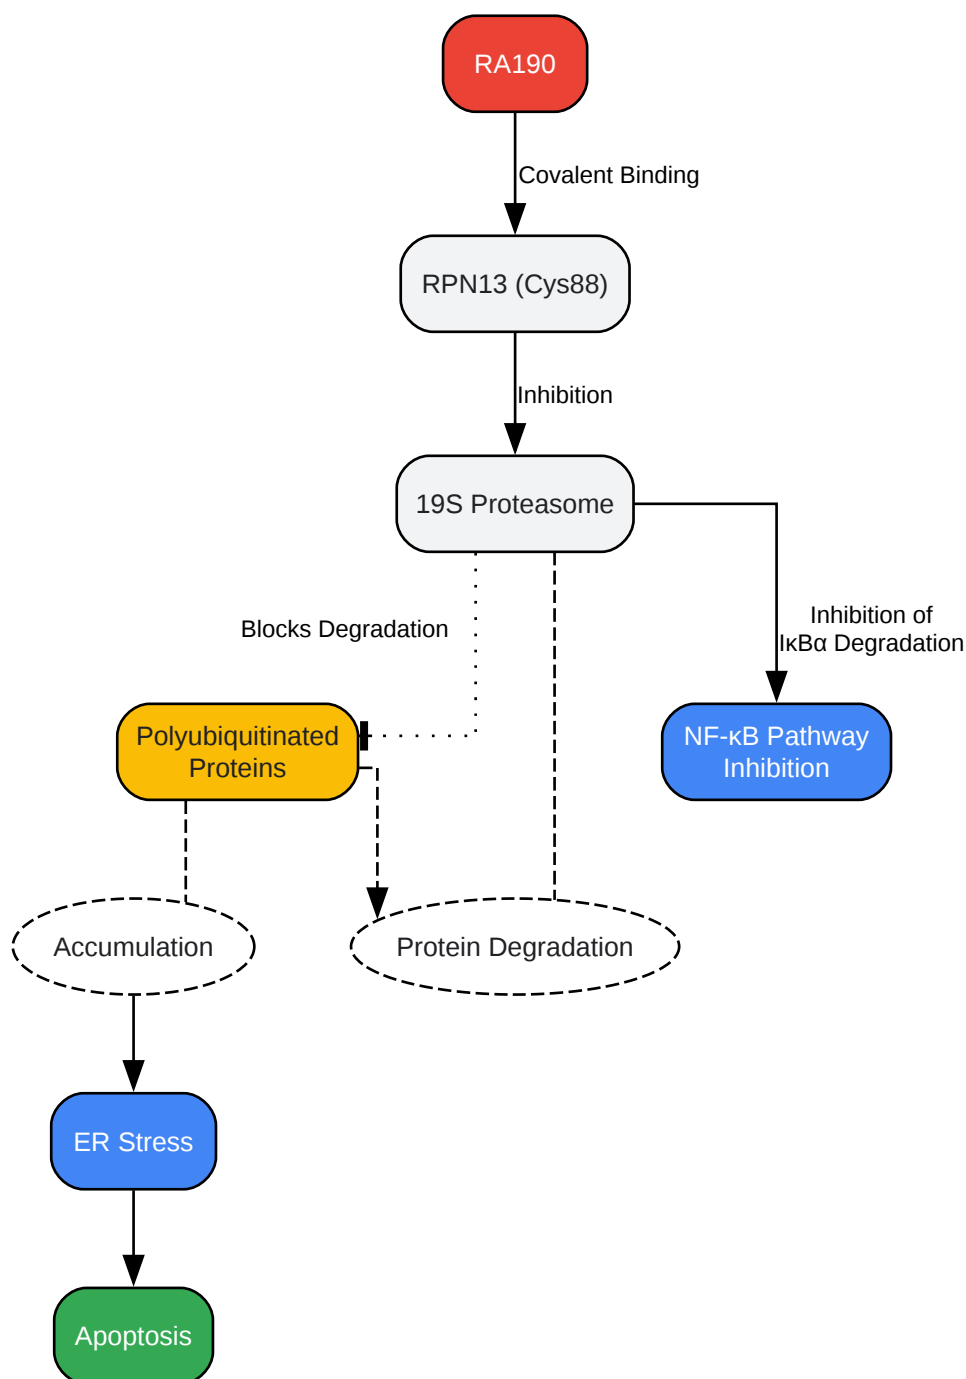 RA190
Covalent Binding
RPN13 (Cys88)
Inhibition
19S Proteasome
Inhibition of
IκBα Degradation
Blocks Degradation
Polyubiquitinated
Proteins
NF-κB Pathway
Inhibition
Accumulation
Protein Degradation
ER Stress
Apoptosis